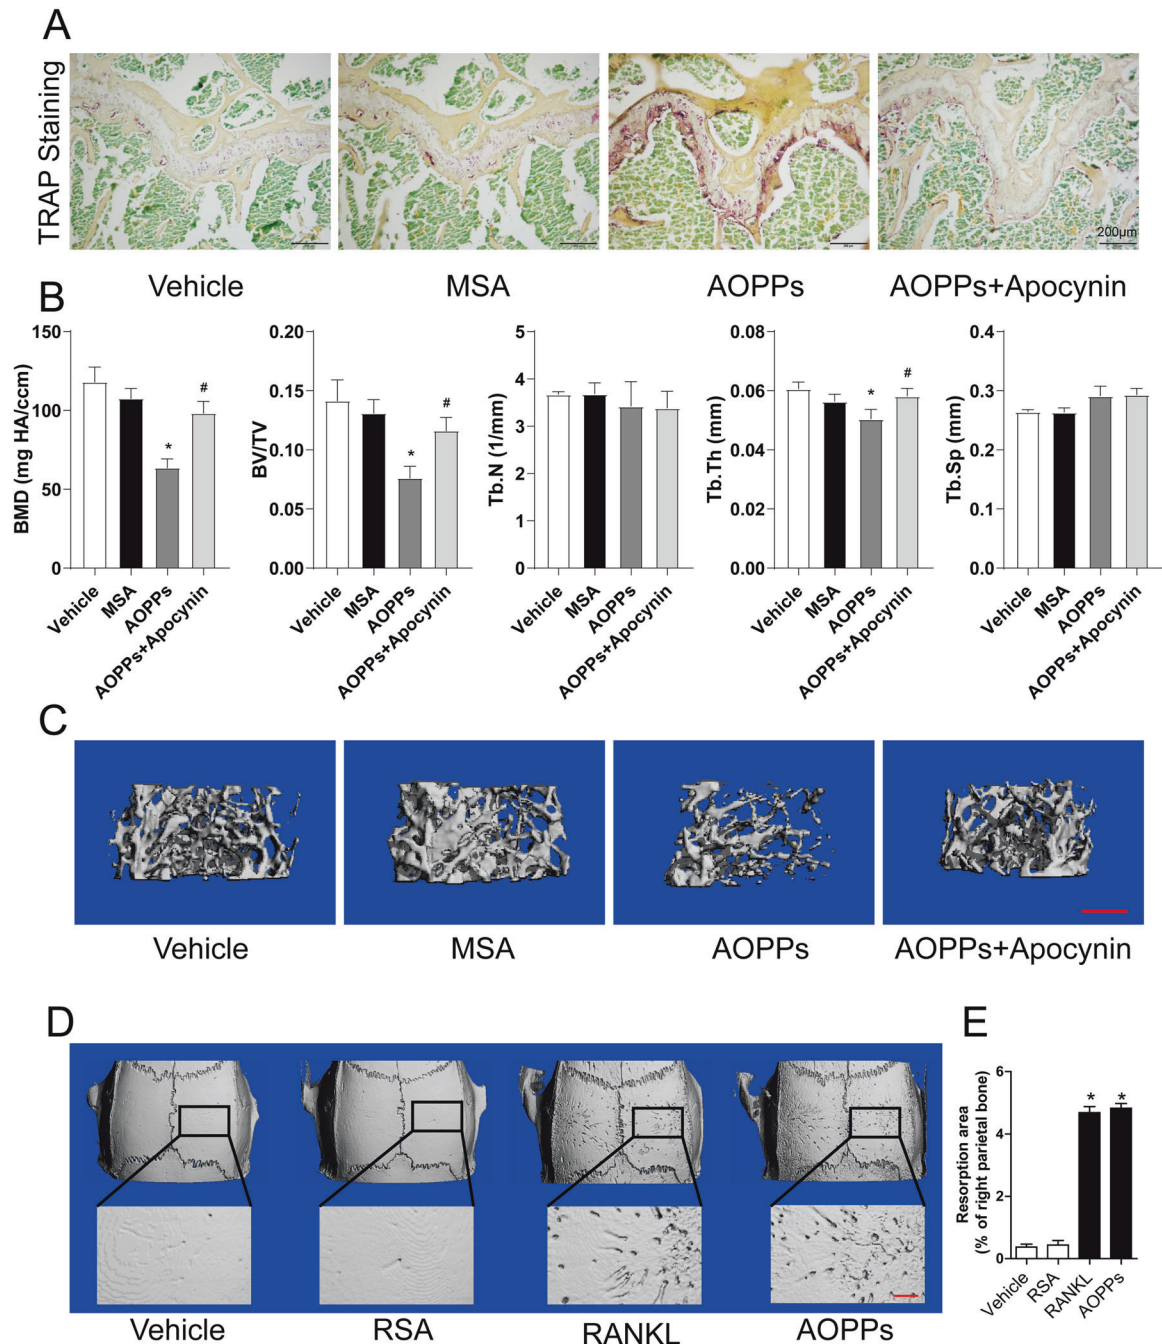 A
TRAP Staining
200µm
Vehicle
MSA
AOPPs
AOPPs+Apocynin
B
BMD (mg HA/ccm)
150
100
50
0
*
#
Vehicle
MSA
AOPPs
AOPPs+Apocynin
BV/TV
0.20
0.15
0.10
0.05
0.00
*
#
Vehicle
MSA
AOPPs
AOPPs+Apocynin
Tb.N (1/mm)
5
4
3
2
1
0
Vehicle
MSA
AOPPs
AOPPs+Apocynin
Tb.Th (mm)
0.08
0.06
0.04
0.02
0.00
*
#
Vehicle
MSA
AOPPs
AOPPs+Apocynin
Tb.Sp (mm)
0.4
0.3
0.2
0.1
0.0
Vehicle
MSA
AOPPs
AOPPs+Apocynin
C
Vehicle
MSA
AOPPs
AOPPs+Apocynin
D
Vehicle
RSA
RANKL
AOPPs
E
Resorption area
(% of right parietal bone)
6
4
2
0
*
*
Vehicle
RSA
RANKL
AOPPs